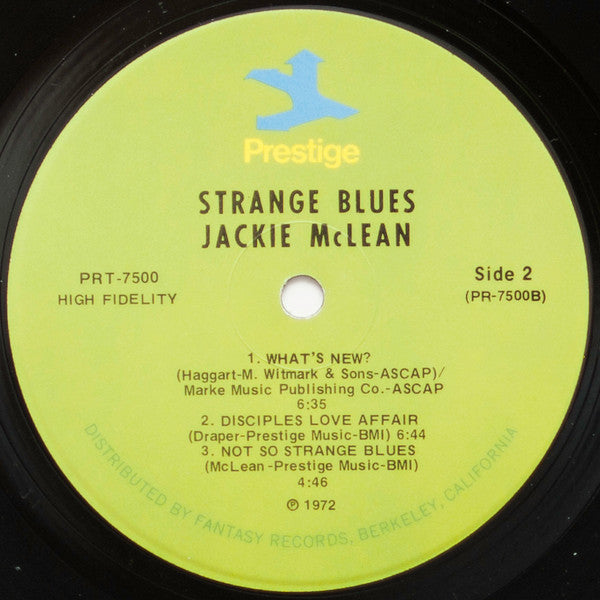 Prestige
STRANGE BLUES
JACKIE McLEAN
PRT-7500
HIGH FIDELITY
Side 2
(PR-7500B)
1. WHAT'S NEW?
(Haggart-M. Witmark & Sons-ASCAP)/
Marke Music Publishing Co.-ASCAP
6:35
2. DISCIPLES LOVE AFFAIR
(Draper-Prestige Music-BMI) 6:44
3. NOT SO STRANGE BLUES
(McLean-Prestige Music-BMI)
4:46
℗ 1972
DISTRIBUTED BY FANTASY RECORDS, BERKELEY, CALIFORNIA